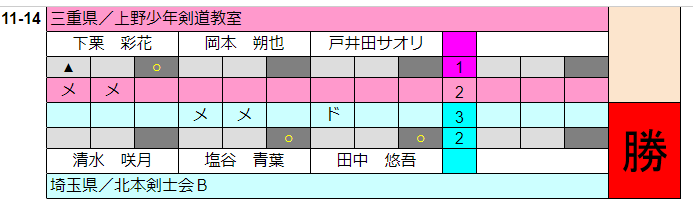 11-14 三重県／上野少年剣道教室
下栗 彩花 岡本 朔也 戸井田サオリ
▲ ○ 1
メ メ 2
メ メ ド 3
○ ○ 2
勝
清水 咲月 塩谷 青葉 田中 悠吾
埼玉県／北本剣士会Ｂ